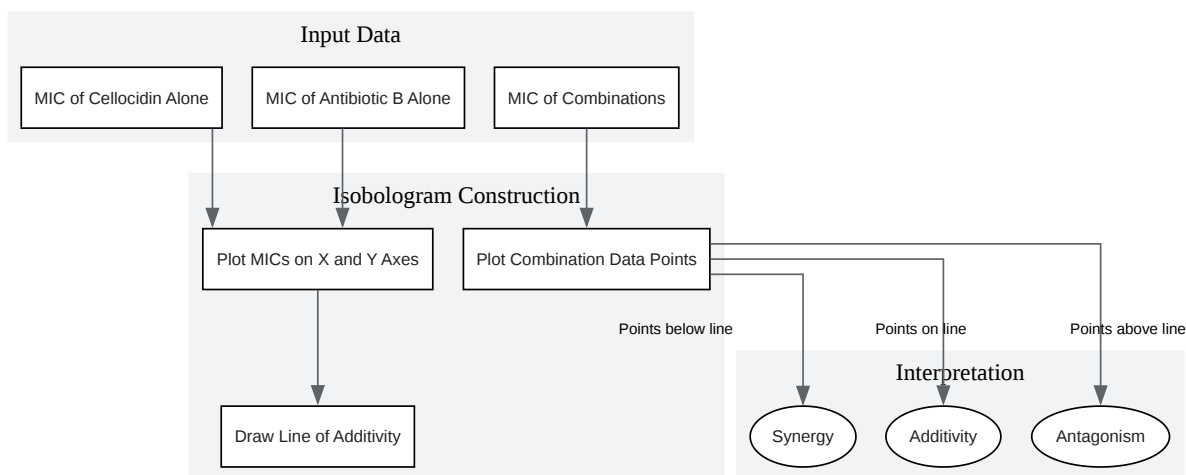 Input Data
MIC of Cellocidin Alone
MIC of Antibiotic B Alone
MIC of Combinations
Isobologram Construction
Plot MICs on X and Y Axes
Plot Combination Data Points
Points below line
Points on line
Points above line
Interpretation
Draw Line of Additivity
Synergy
Additivity
Antagonism